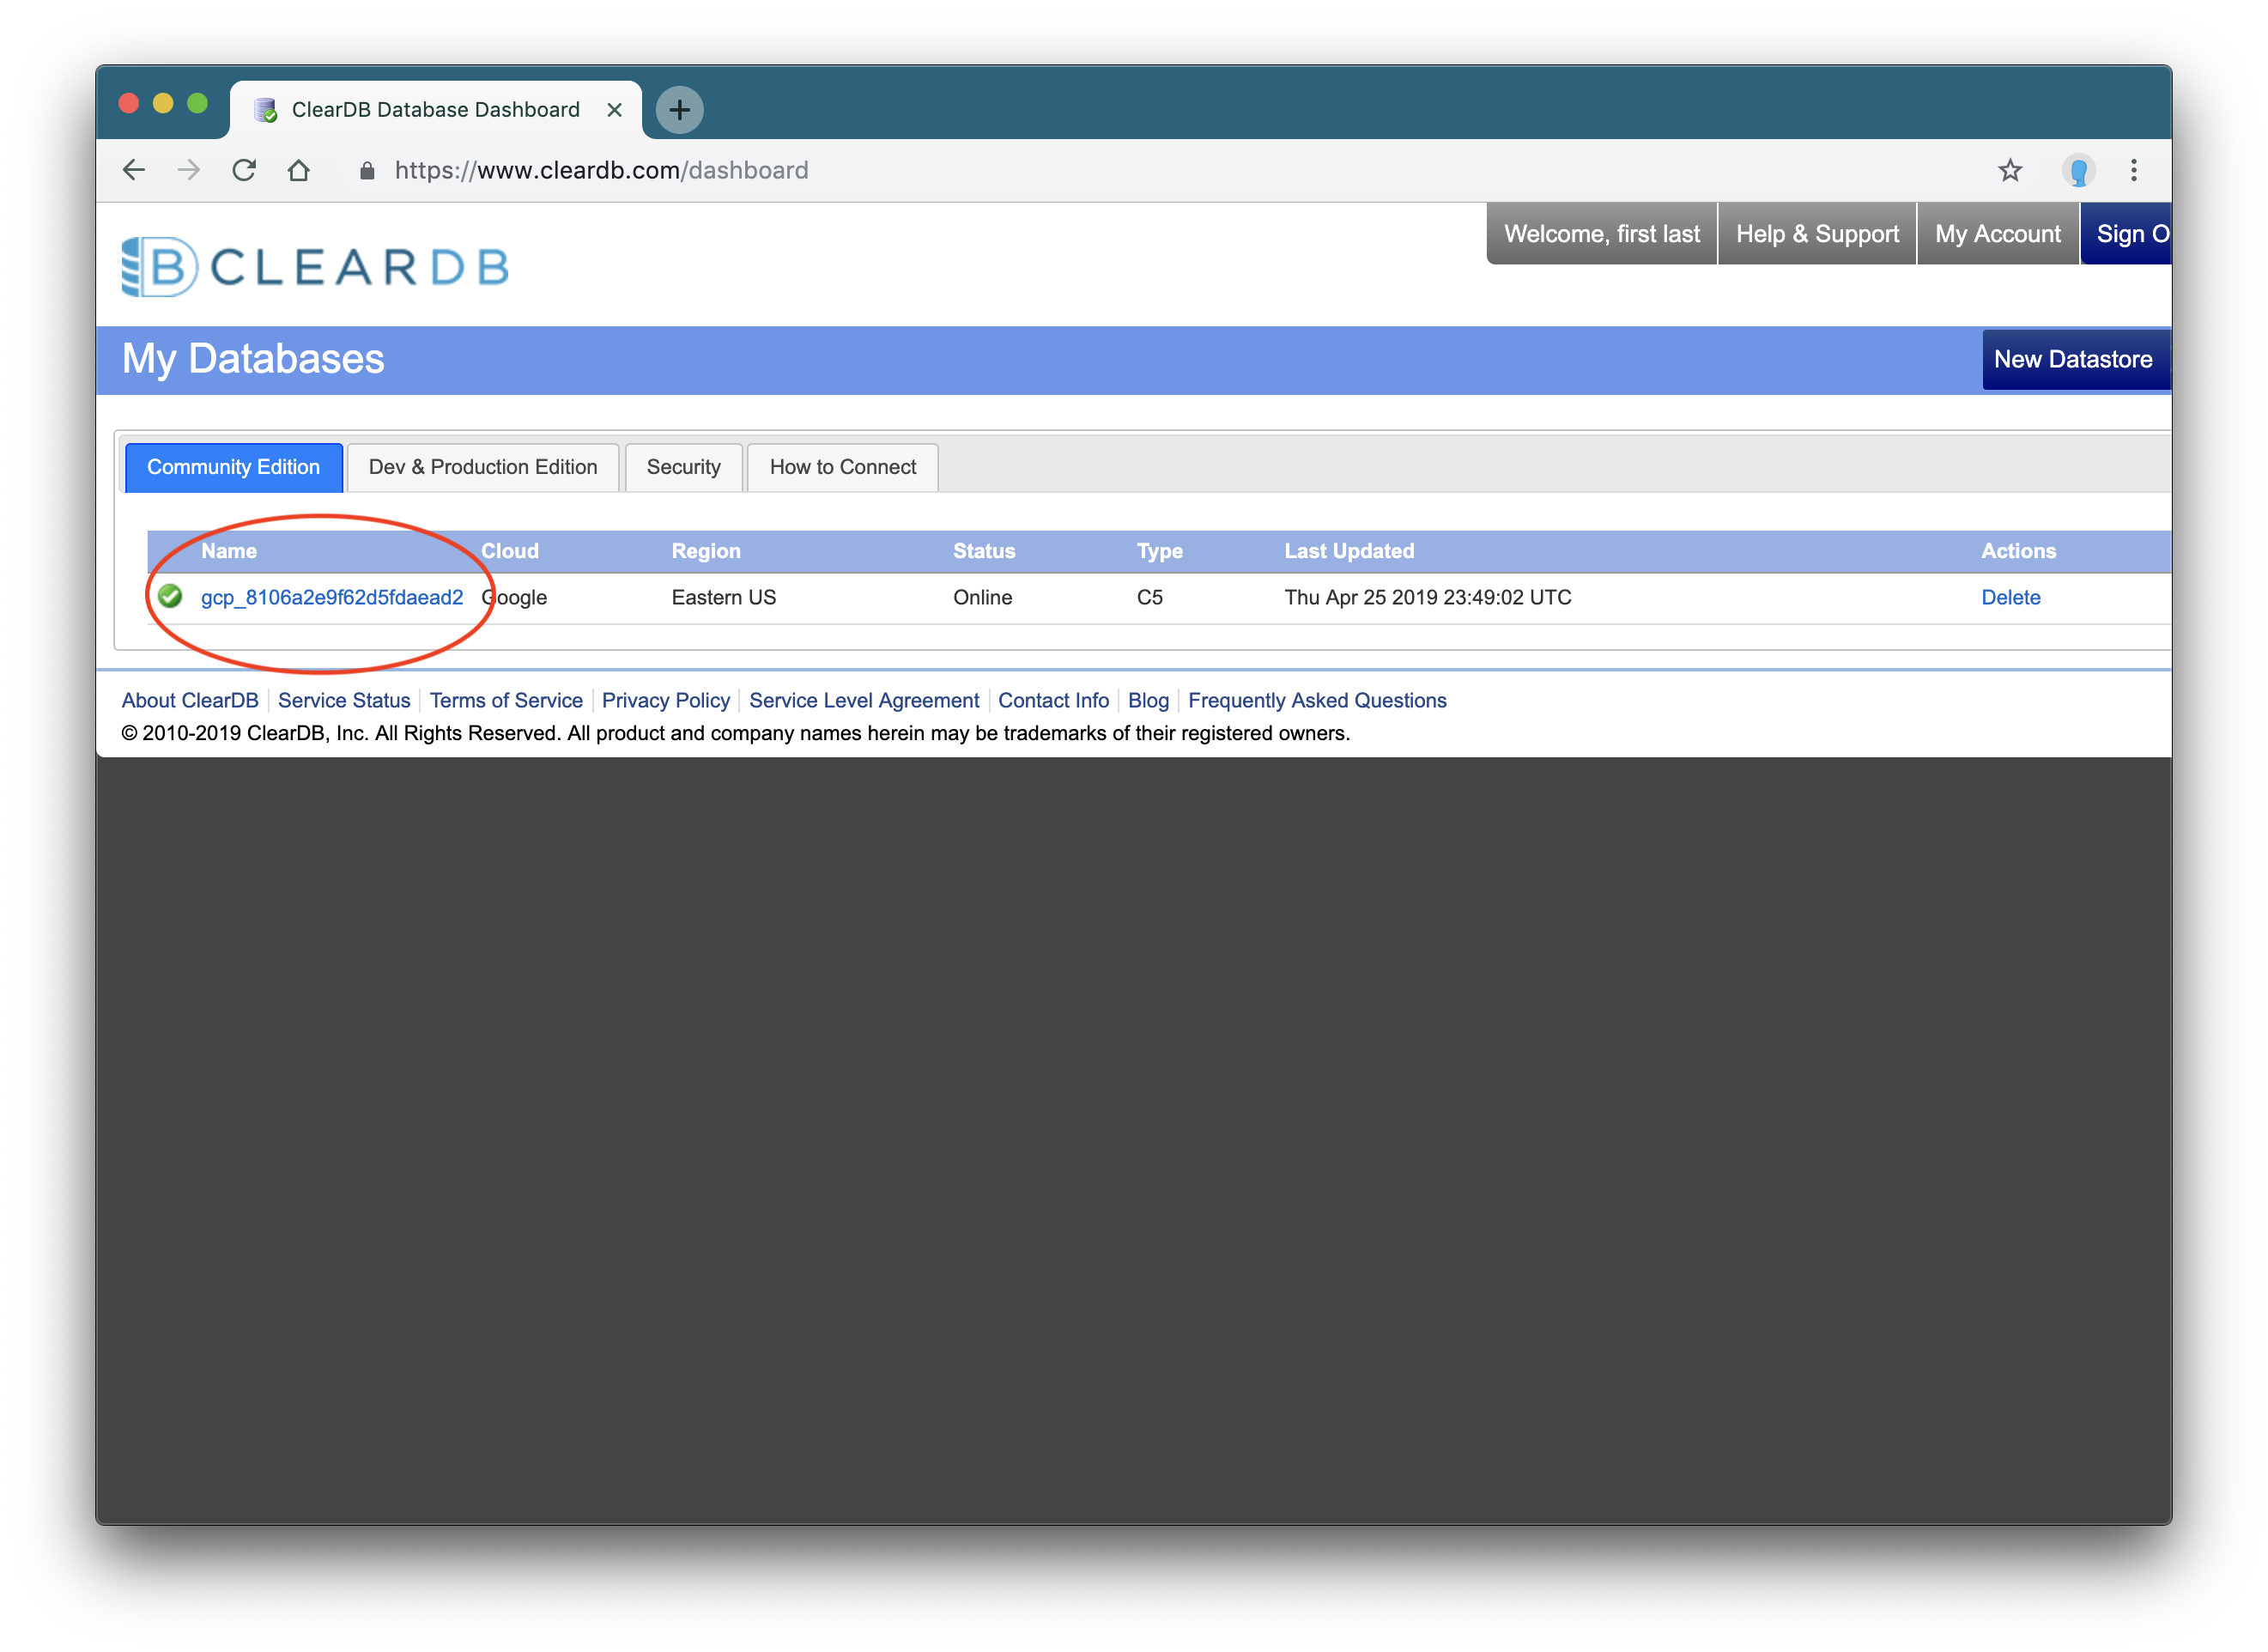 ClearDB Database Dashboard
https://www.cleardb.com/dashboard
Welcome, first last Help & Support My Account Sign O
CLEARDB
My Databases New Datastore
Community Edition Dev & Production Edition Security How to Connect
Name Cloud Region Status Type Last Updated Actions
gcp_8106a2e9f62d5fdaead2 Google Eastern US Online C5 Thu Apr 25 2019 23:49:02 UTC Delete
About ClearDB Service Status Terms of Service Privacy Policy Service Level Agreement Contact Info Blog Frequently Asked Questions
© 2010-2019 ClearDB, Inc. All Rights Reserved. All product and company names herein may be trademarks of their registered owners.